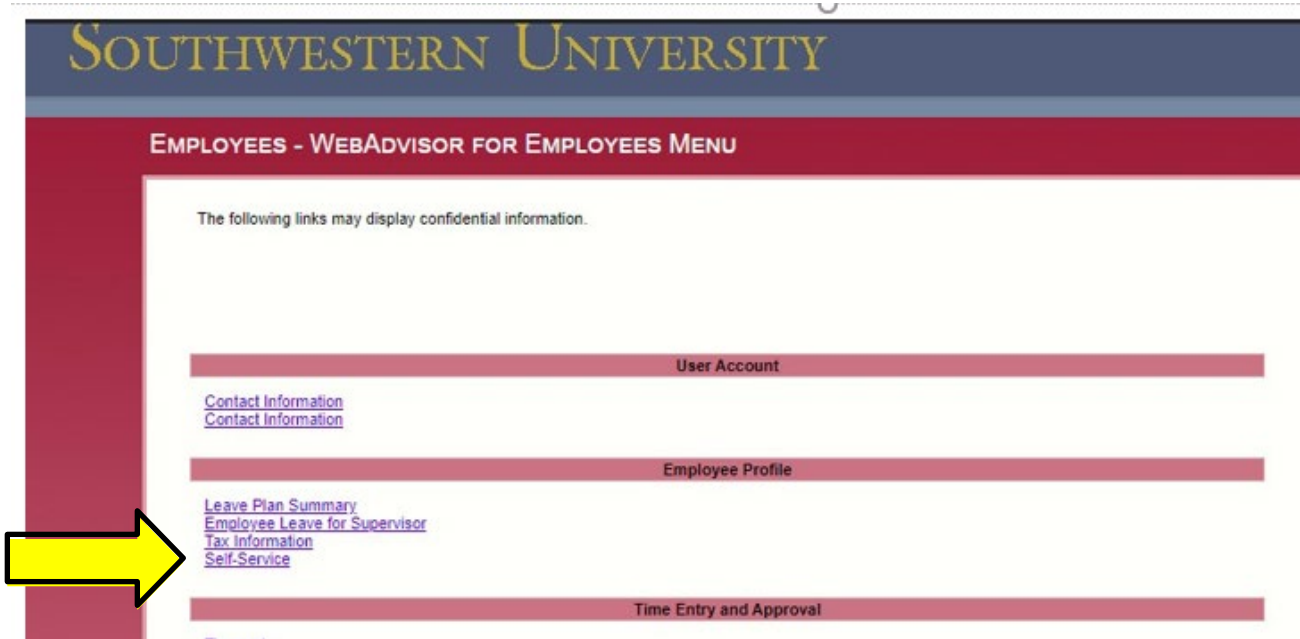 SOUTHWESTERN UNIVERSITY
EMPLOYEES - WEBADVISOR FOR EMPLOYEES MENU
The following links may display confidential information.
User Account
Contact Information
Contact Information
Employee Profile
Leave Plan Summary
Employee Leave for Supervisor
Tax Information
Self-Service
Time Entry and Approval